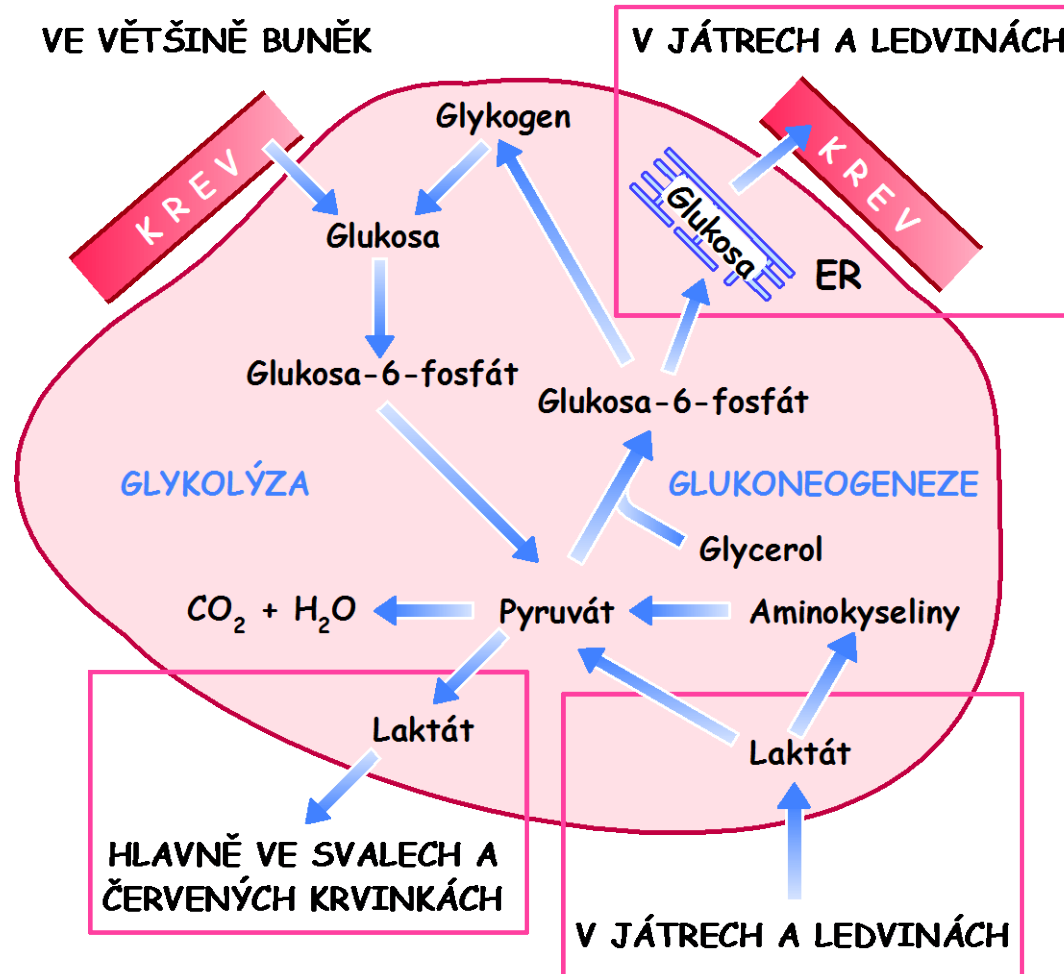 VE VĚTŠINĚ BUNĚK
V JÁTRECH A LEDVINÁCH
KREV
Glykogen
KREV
Glukosa
Glukosa
ER
Glukosa-6-fosfát
Glukosa-6-fosfát
GLYKOLÝZA
GLUKONEOGENEZE
Glycerol
CO₂ + H₂O
Pyruvát
Aminokyseliny
Laktát
Laktát
HLAVNĚ VE SVALECH A
ČERVENÝCH KRVINKÁCH
V JÁTRECH A LEDVINÁCH